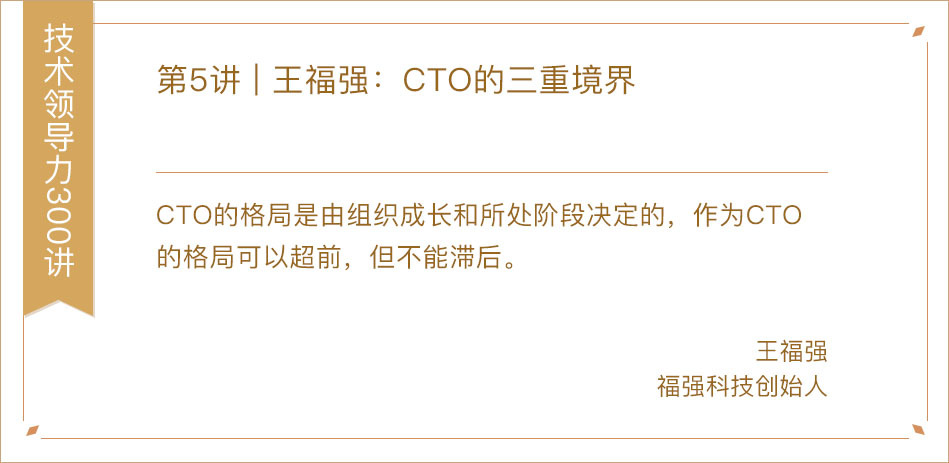 技术领导力300讲
第5讲｜王福强：CTO的三重境界
CTO的格局是由组织成长和所处阶段决定的，作为CTO
的格局可以超前，但不能滞后。
王福强
福强科技创始人